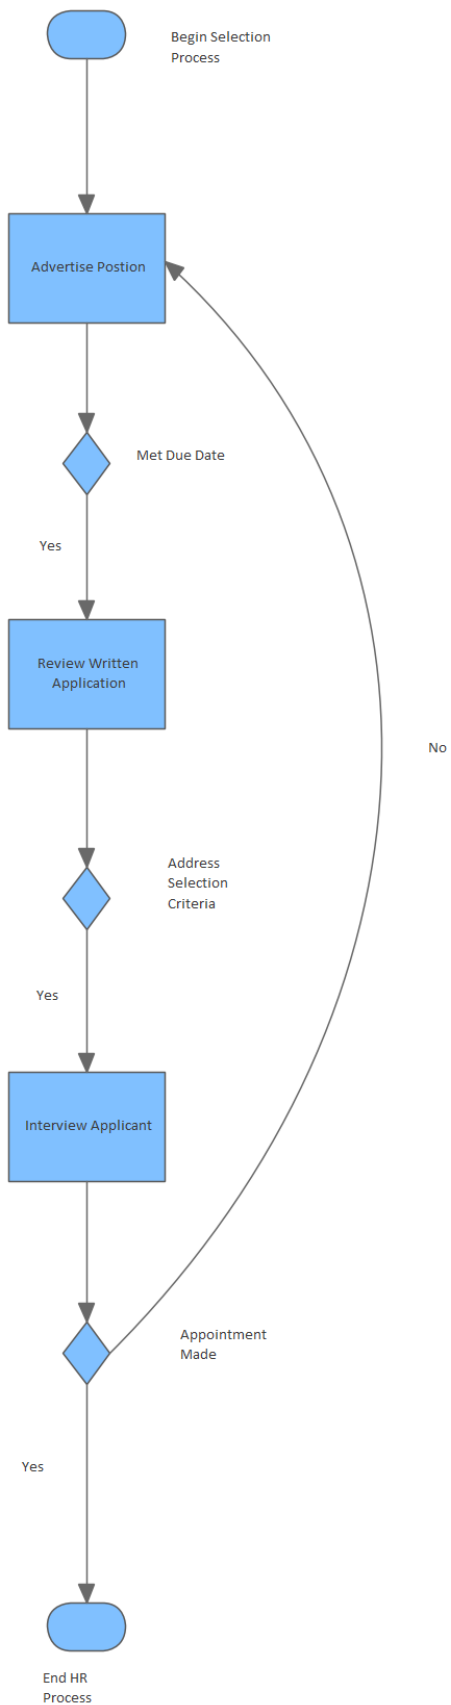 Begin Selection
Process
Advertise Postion
Met Due Date
Yes
Review Written
Application
No
Address
Selection
Criteria
Yes
Interview Applicant
Appointment
Made
Yes
End HR
Process